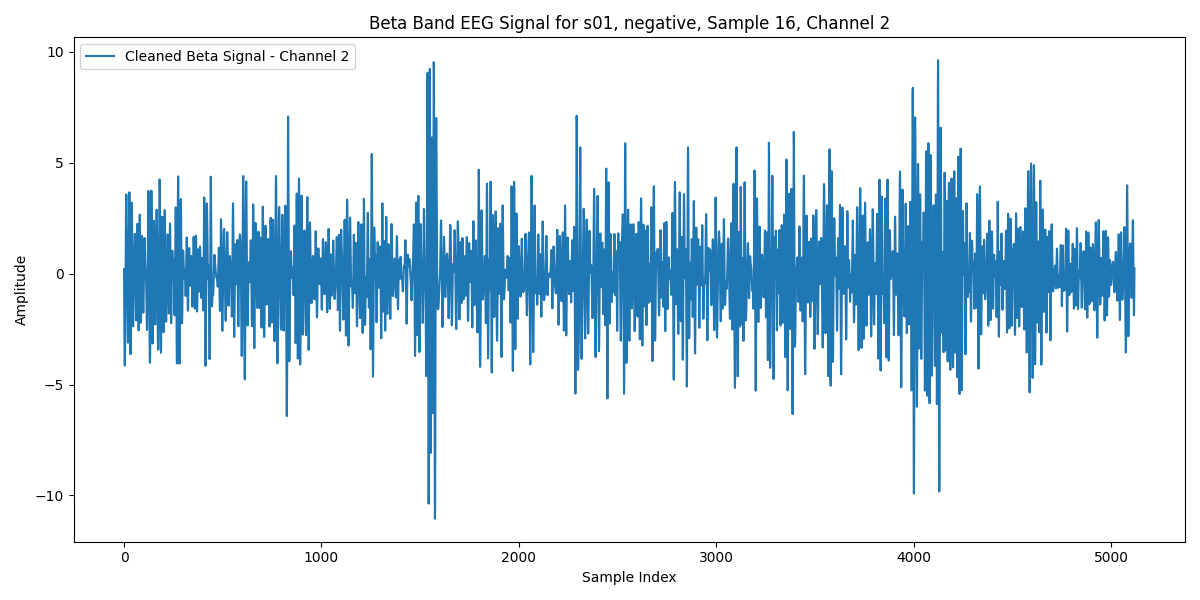 Beta Band EEG Signal for s01, negative, Sample 16, Channel 2
Cleaned Beta Signal - Channel 2
10
5
0
−5
−10
Amplitude
0 1000 2000 3000 4000 5000
Sample Index